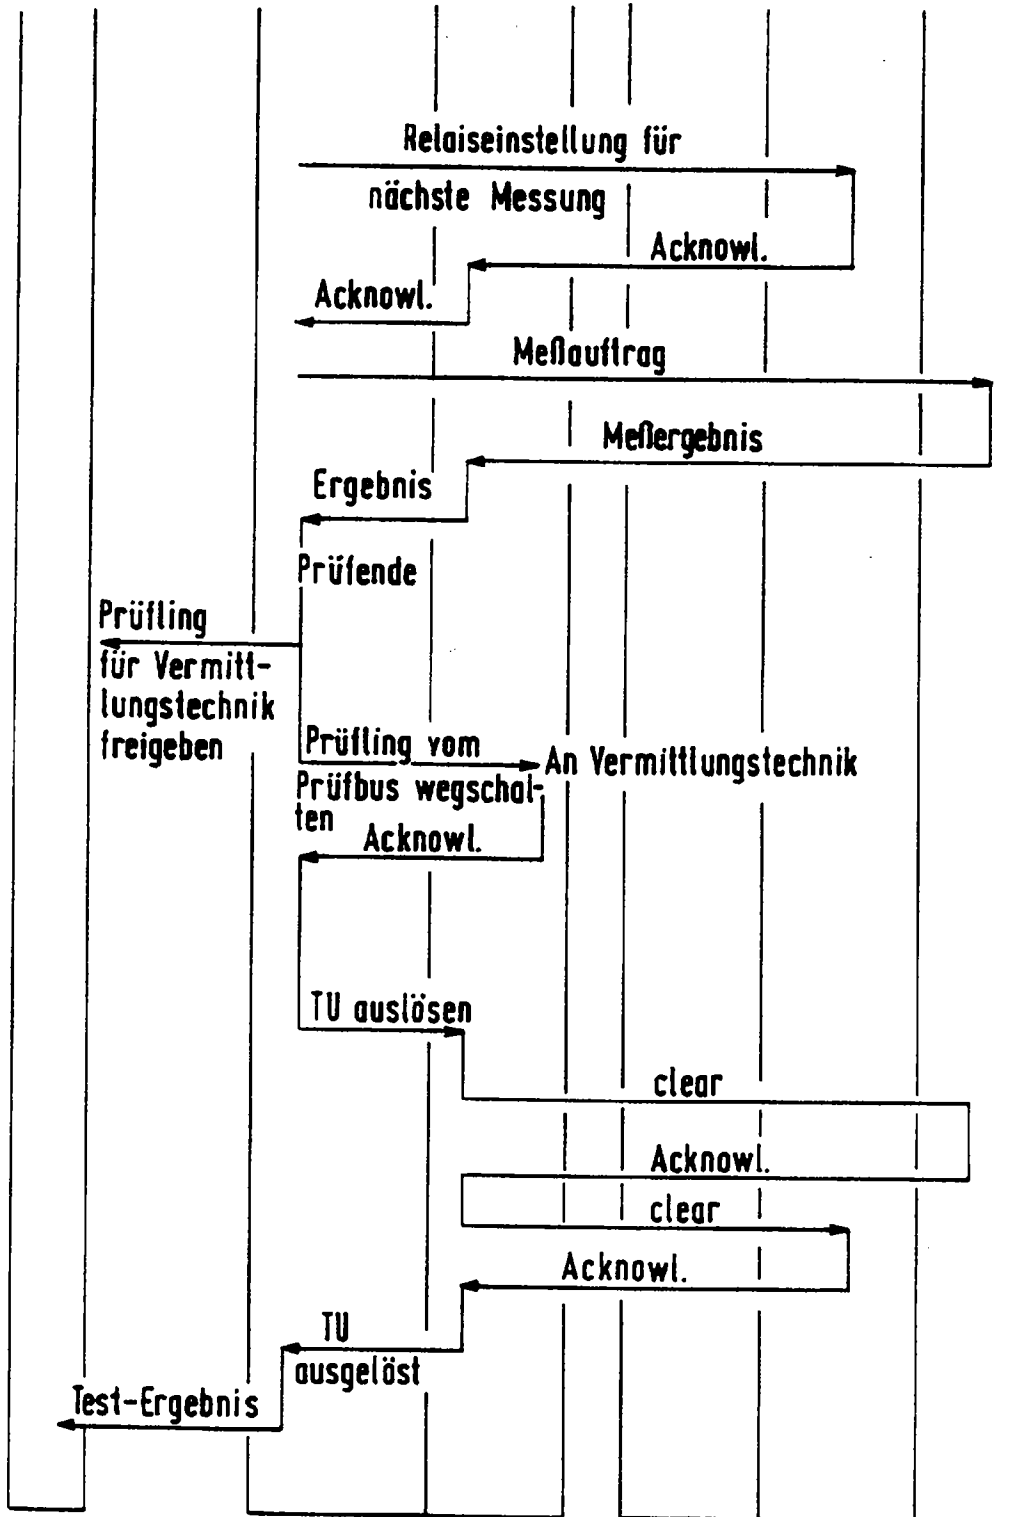 Relaiseinstellung für
nächste Messung
Acknowl.
Acknowl.
Meßauftrag
Meßergebnis
Ergebnis
Prüfende
Prüfling
für Vermitt-
lungstechnik
freigeben
Prüfling vom
An Vermittlungstechnik
Prüfbus wegschal-
ten
Acknowl.
TU auslösen
clear
Acknowl.
clear
Acknowl.
TU
ausgelöst
Test-Ergebnis